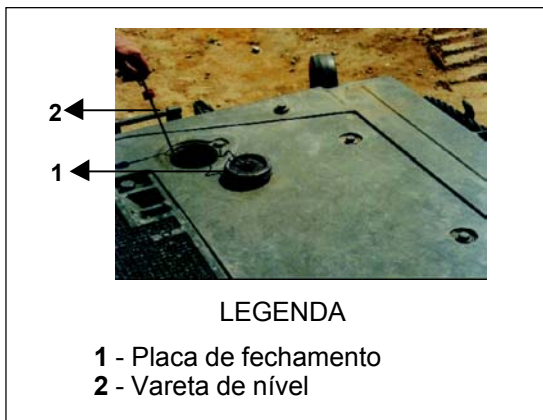 2
1
LEGENDA
1 - Placa de fechamento
2 - Vareta de nível